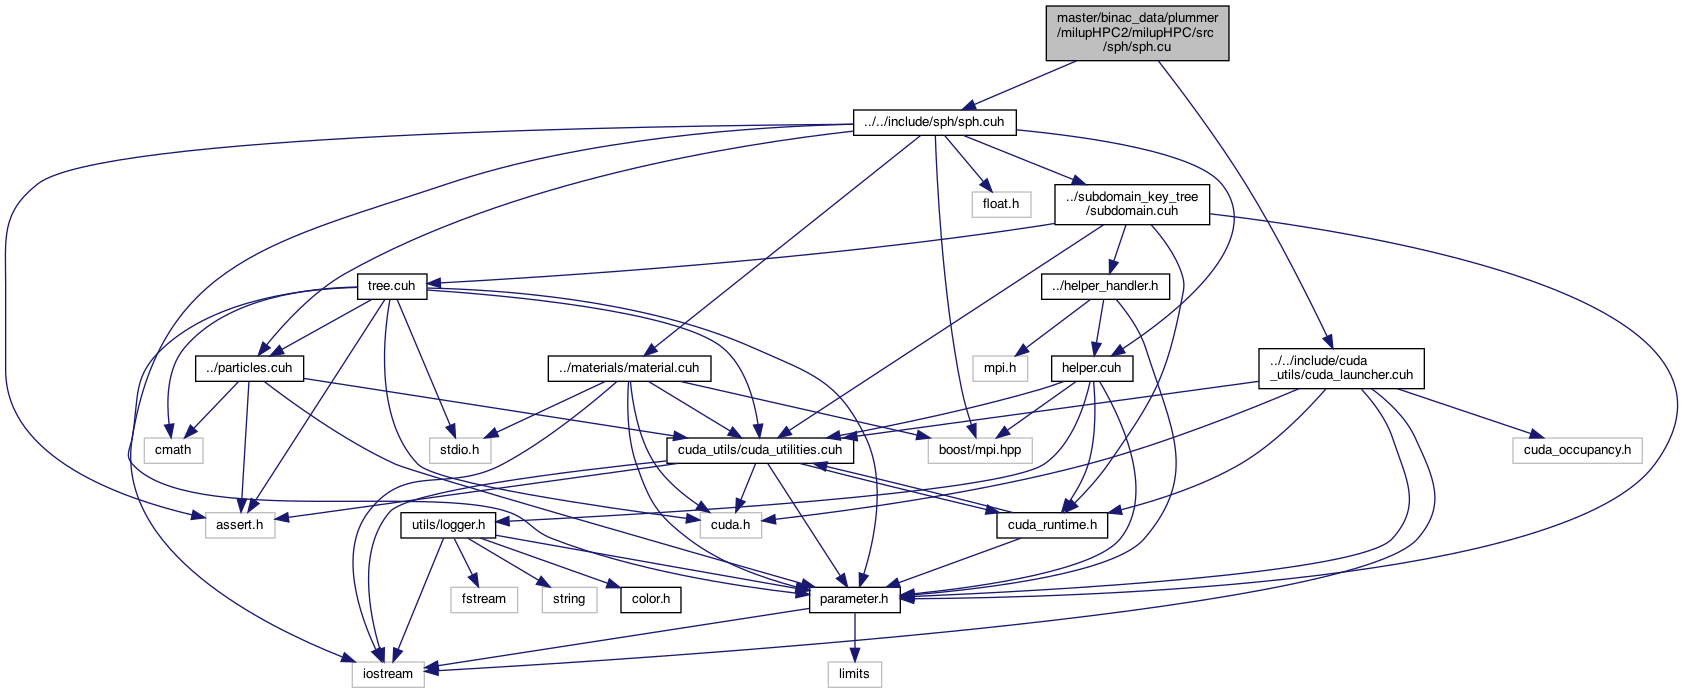 master/binac_data/plummer
/milupHPC2/milupHPC/src
/sph/sph.cu
../../include/sph/sph.cuh
float.h
../subdomain_key_tree
/subdomain.cuh
tree.cuh
../helper_handler.h
../particles.cuh
../materials/material.cuh
mpi.h
helper.cuh
../../include/cuda
_utils/cuda_launcher.cuh
cmath
stdio.h
cuda_utils/cuda_utilities.cuh
boost/mpi.hpp
cuda_occupancy.h
assert.h
utils/logger.h
cuda.h
cuda_runtime.h
fstream
string
color.h
parameter.h
iostream
limits